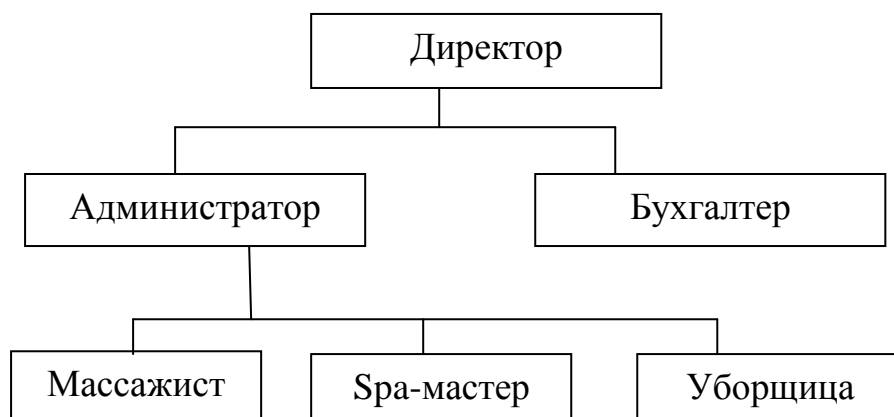 Директор
Администратор
Бухгалтер
Массажист
Spa-мастер
Уборщица